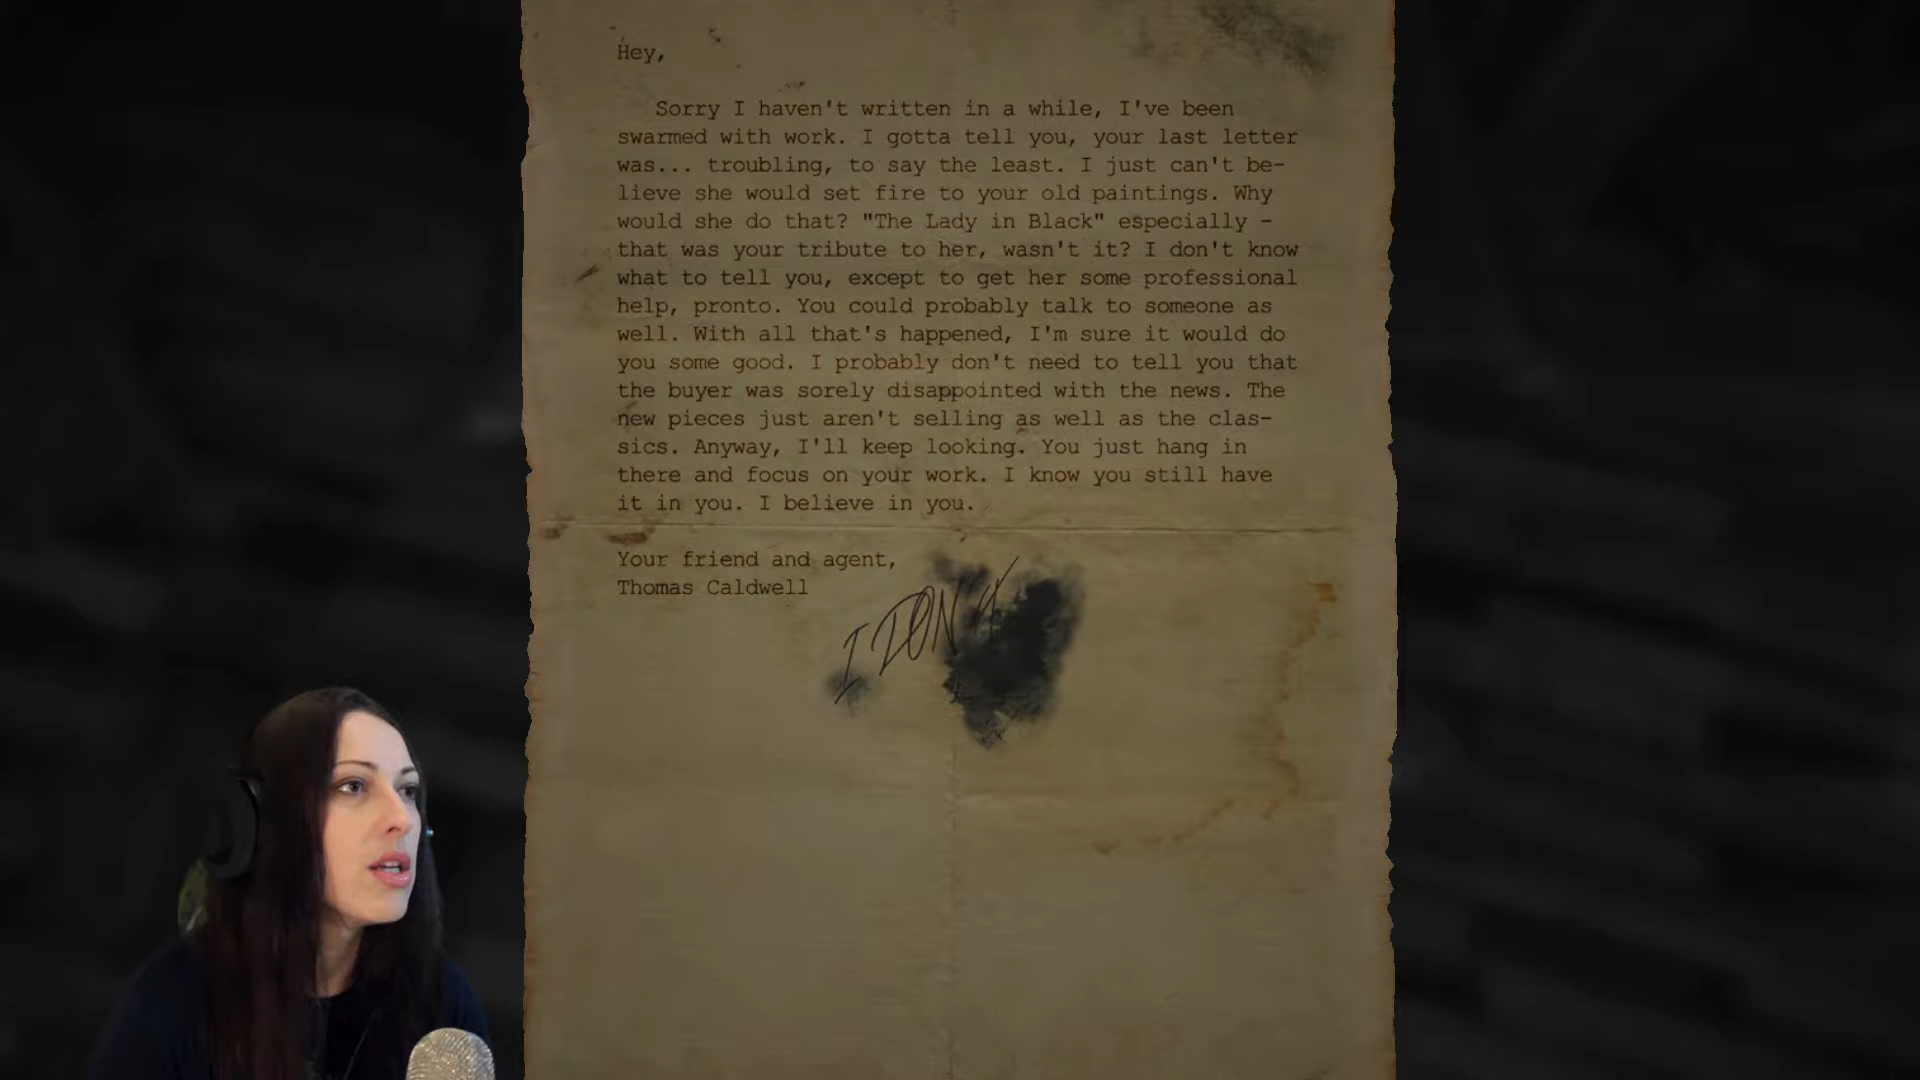 Hey,
Sorry I haven't written in a while, I've been
swarmed with work. I gotta tell you, your last letter
was... troubling, to say the least. I just can't be-
lieve she would set fire to your old paintings. Why
would she do that? "The Lady in Black" especially -
that was your tribute to her, wasn't it? I don't know
what to tell you, except to get her some professional
help, pronto. You could probably talk to someone as
well. With all that's happened, I'm sure it would do
you some good. I probably don't need to tell you that
the buyer was sorely disappointed with the news. The
new pieces just aren't selling as well as the clas-
sics. Anyway, I'll keep looking. You just hang in
there and focus on your work. I know you still have
it in you. I believe in you.
Your friend and agent,
Thomas Caldwell
I DON'T